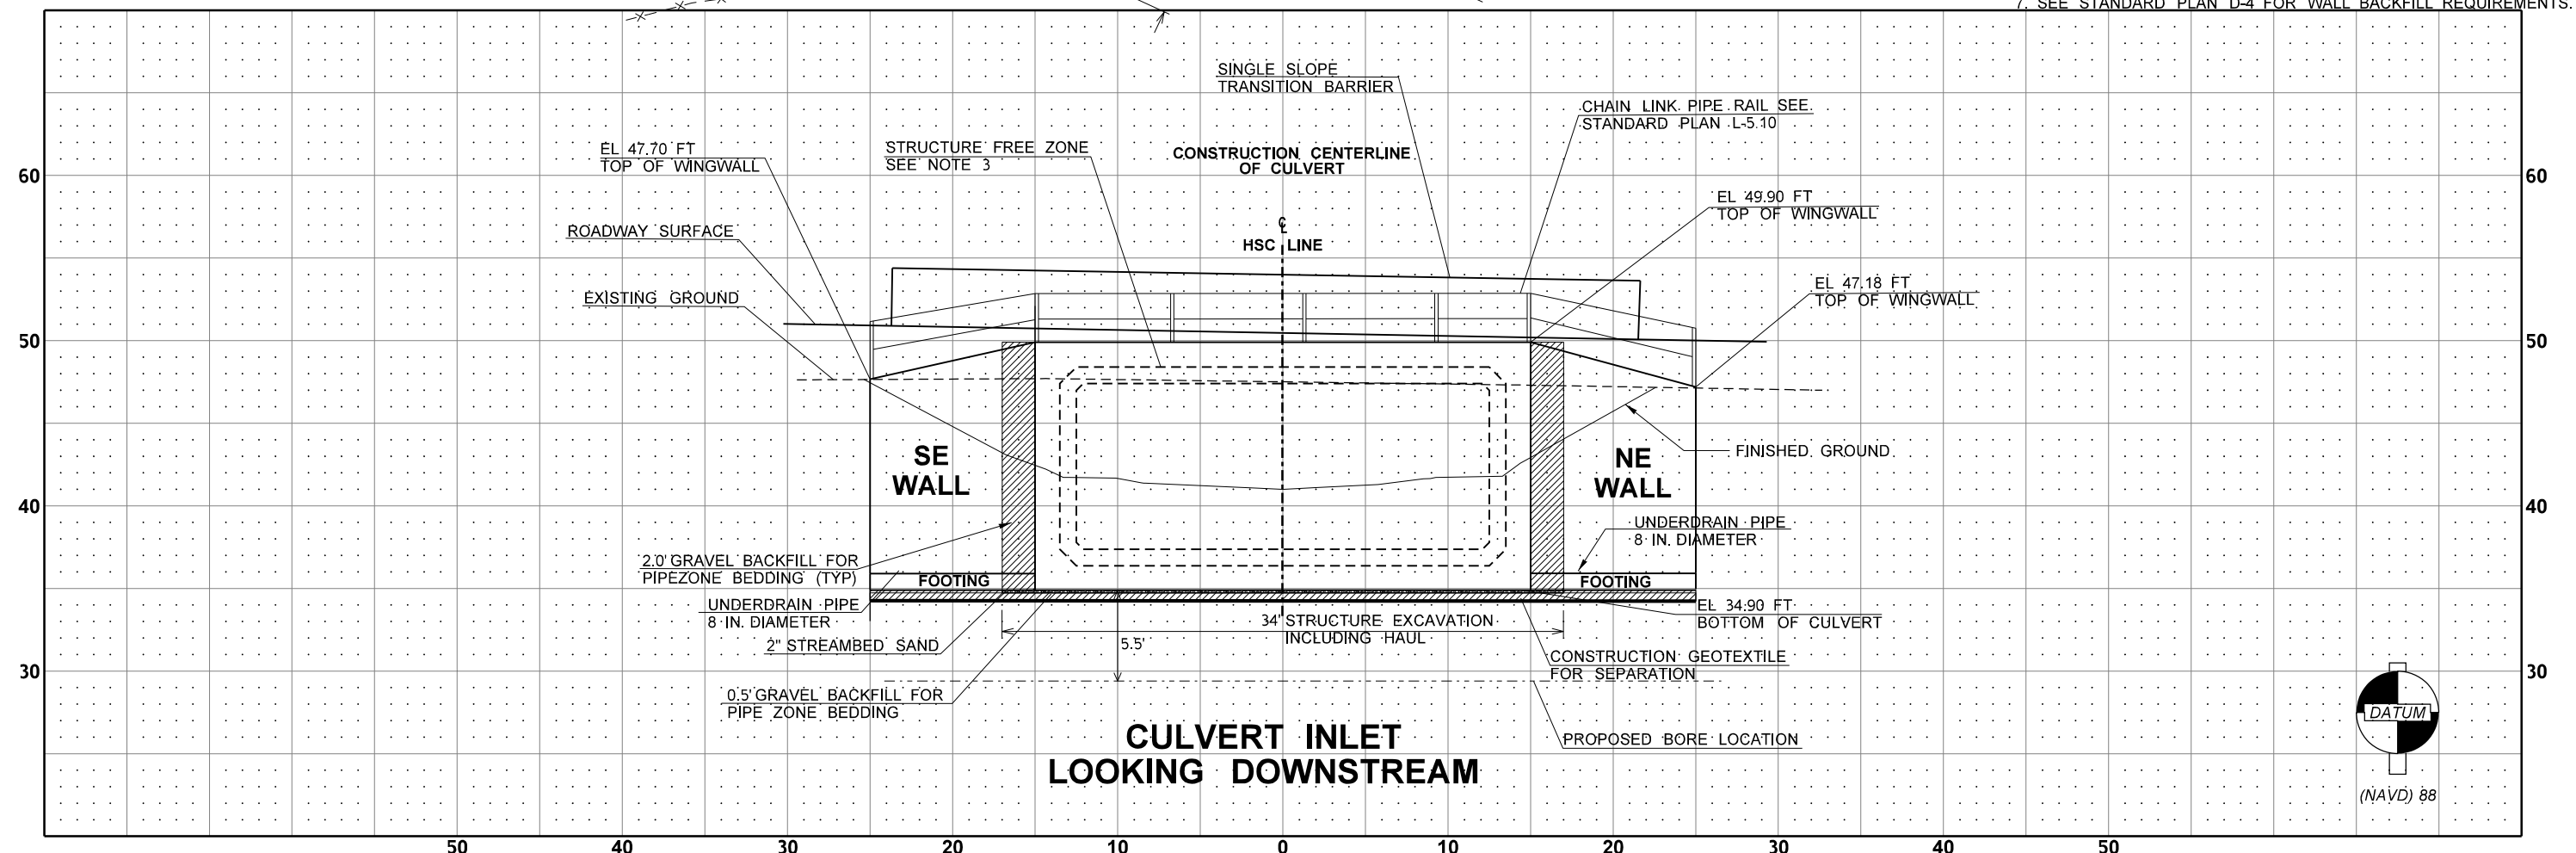 7. SEE STANDARD PLAN D-4 FOR WALL BACKFILL REQUIREMENTS.
SINGLE SLOPE
TRANSITION BARRIER
CHAIN LINK PIPE RAIL SEE
STANDARD PLAN L-5.10
EL 47.70 FT
TOP OF WINGWALL
STRUCTURE FREE ZONE
SEE NOTE 3
CONSTRUCTION CENTERLINE
OF CULVERT
60
60
EL 49.90 FT
TOP OF WINGWALL
ROADWAY SURFACE
CL
HSC LINE
EXISTING GROUND
EL 47.18 FT
TOP OF WINGWALL
50
50
SE
WALL
NE
WALL
FINISHED GROUND
40
40
UNDERDRAIN PIPE
8 IN. DIAMETER
2.0' GRAVEL BACKFILL FOR
PIPEZONE BEDDING (TYP)
FOOTING
FOOTING
UNDERDRAIN PIPE
8 IN. DIAMETER
EL 34.90 FT
BOTTOM OF CULVERT
34' STRUCTURE EXCAVATION
INCLUDING HAUL
2" STREAMBED SAND
5.5'
CONSTRUCTION GEOTEXTILE
FOR SEPARATION
30
30
0.5' GRAVEL BACKFILL FOR
PIPE ZONE BEDDING
CULVERT INLET
LOOKING DOWNSTREAM
PROPOSED BORE LOCATION
DATUM
(NAVD) 88
50 40 30 20 10 0 10 20 30 40 50